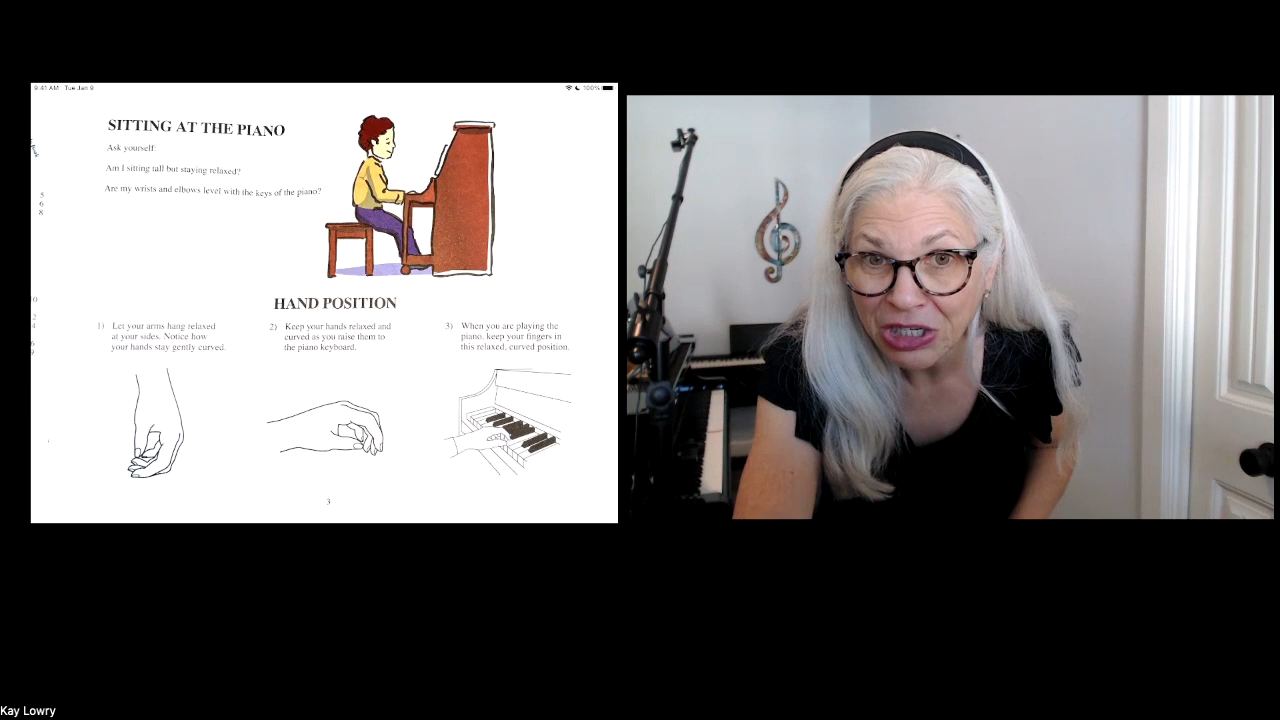 9:41 AM Tue Jan 9
100%
SITTING AT THE PIANO
Ask yourself:
Am I sitting tall but staying relaxed?
Are my wrists and elbows level with the keys of the piano?
5
6
8
HAND POSITION
1) Let your arms hang relaxed
at your sides. Notice how
your hands stay gently curved.
2) Keep your hands relaxed and
curved as you raise them to
the piano keyboard.
3) When you are playing the
piano, keep your fingers in
this relaxed, curved position.
3
Kay Lowry